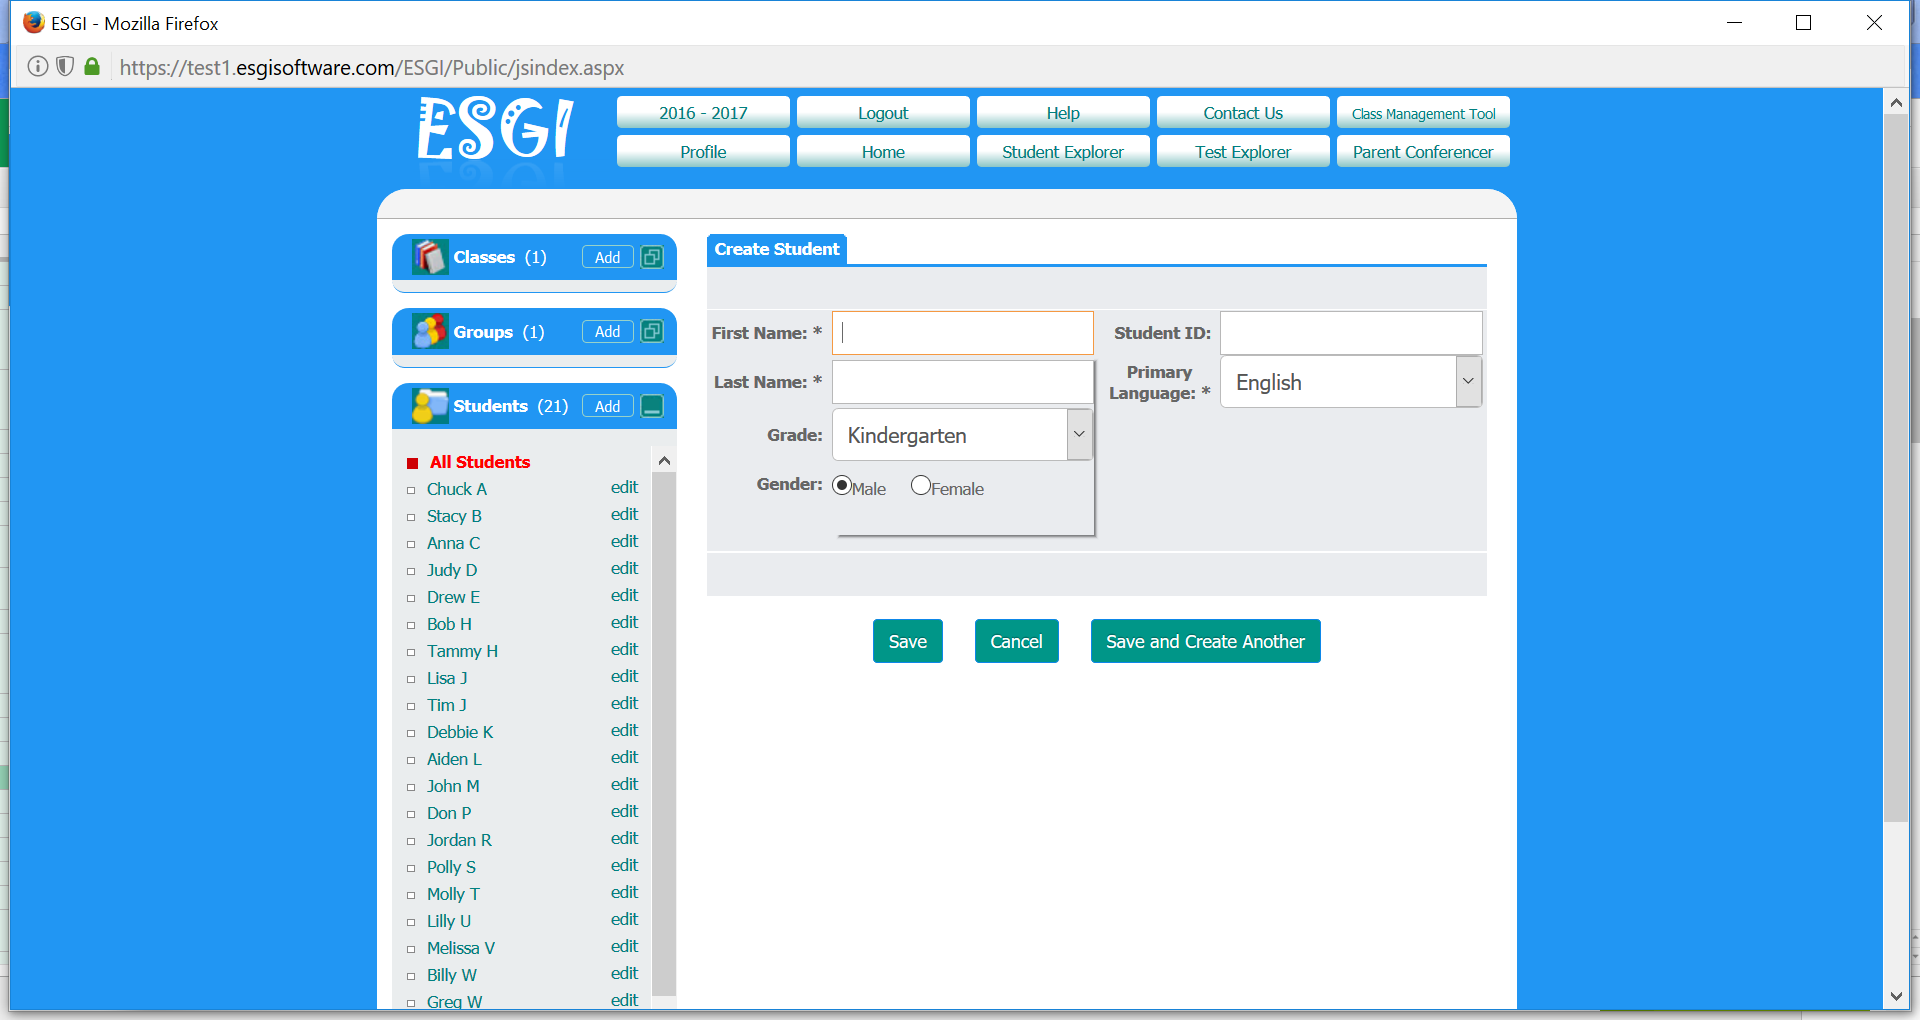 ESGI - Mozilla Firefox
https://test1.esgisoftware.com/ESGI/Public/jsindex.aspx
ESGI
2016 - 2017
Logout
Help
Contact Us
Class Management Tool
Profile
Home
Student Explorer
Test Explorer
Parent Conferencer
Classes (1) Add
Groups (1) Add
Students (21) Add
All Students
Chuck A edit
Stacy B edit
Anna C edit
Judy D edit
Drew E edit
Bob H edit
Tammy H edit
Lisa J edit
Tim J edit
Debbie K edit
Aiden L edit
John M edit
Don P edit
Jordan R edit
Polly S edit
Molly T edit
Lilly U edit
Melissa V edit
Billy W edit
Greg W edit
Create Student
First Name: *
Student ID:
Last Name: *
Primary
Language: *
English
Grade:
Kindergarten
Gender:
Male
Female
Save
Cancel
Save and Create Another